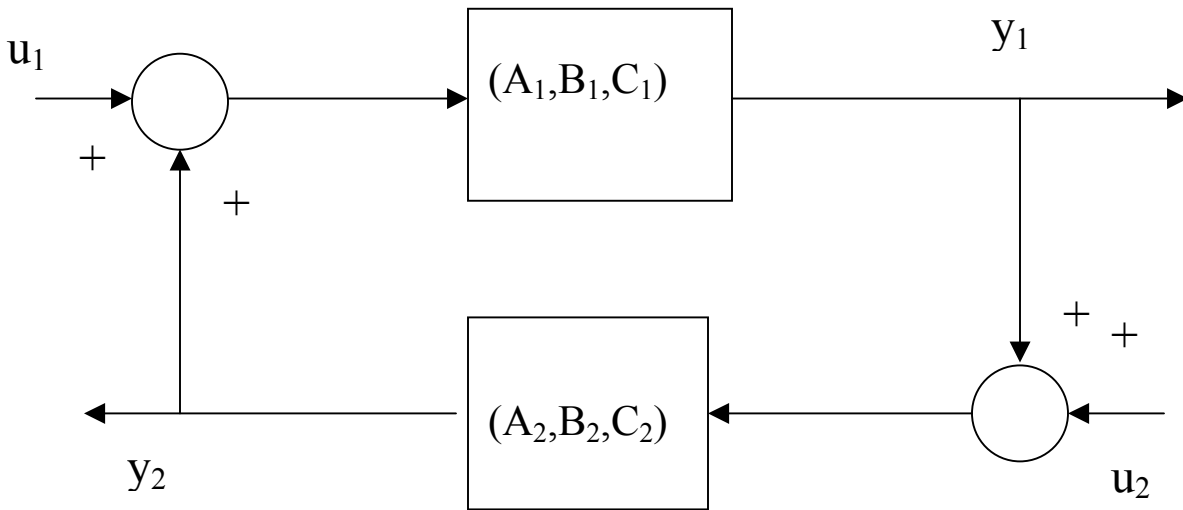 u₁
y₁
(A₁,B₁,C₁)
+
+
+
+
(A₂,B₂,C₂)
y₂
u₂